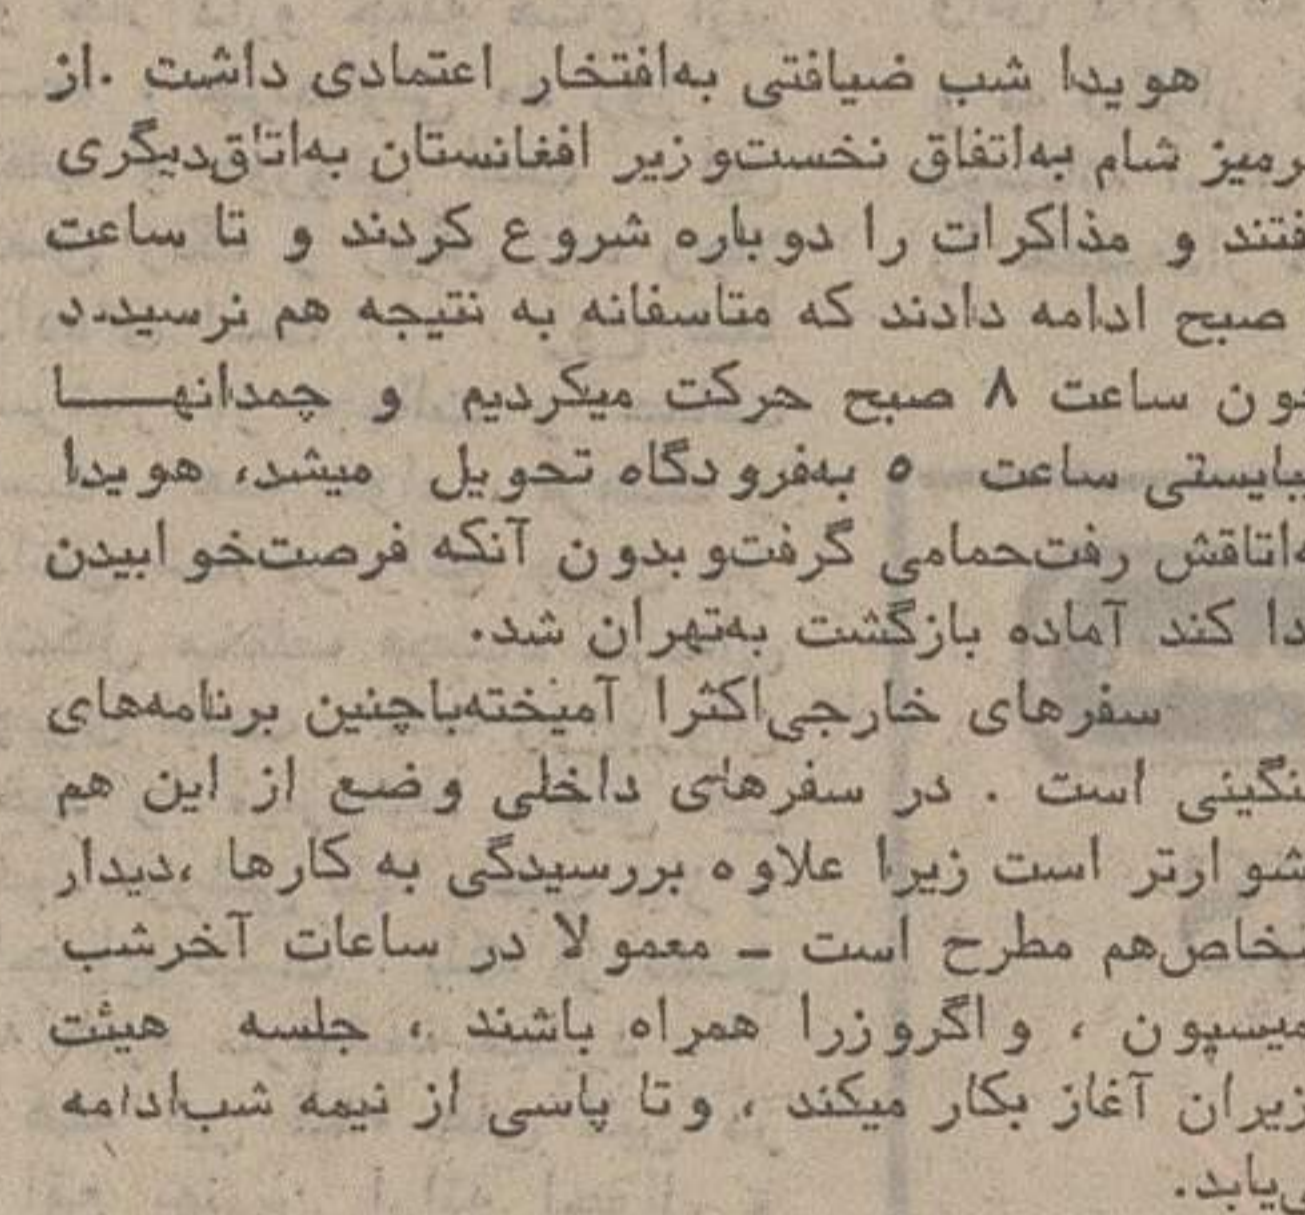 هویدا شب ضیافتی به‌افتخار اعتمادی داشت .از
رمیز شام به‌اتفاق نخست‌وزیر افغانستان به‌اتاق‌دیگری
فتند و مذاکرات را دوباره شروع کردند و تا ساعت
صبح ادامه دادند که متاسفانه به نتیجه هم نرسیدند
ون ساعت ۸ صبح حرکت میکردیم و چمدانهـــا
بایستی ساعت ۵ به‌فرودگاه تحویل میشد، هویدا
ه‌اتاقش رفت‌حمامی گرفت‌و بدون آنکه فرصت‌خوابیدن
دا کند آماده بازگشت به‌تهران شد.
سفرهای خارجی‌اکثرا آمیخته‌باچنین برنامه‌های
نگینی است . در سفرهای داخلی وضع از این هم
شوارتر است زیرا علاوه بررسیدگی به کارها ،دیدار
خاص‌هم مطرح است ـ معمولا در ساعات آخرشب
میسیون ، واگروزرا همراه باشند ، جلسه هیئت
زیران آغاز بکار میکند ، وتا پاسی از نیمه شب‌ادامه
ی‌یابد.